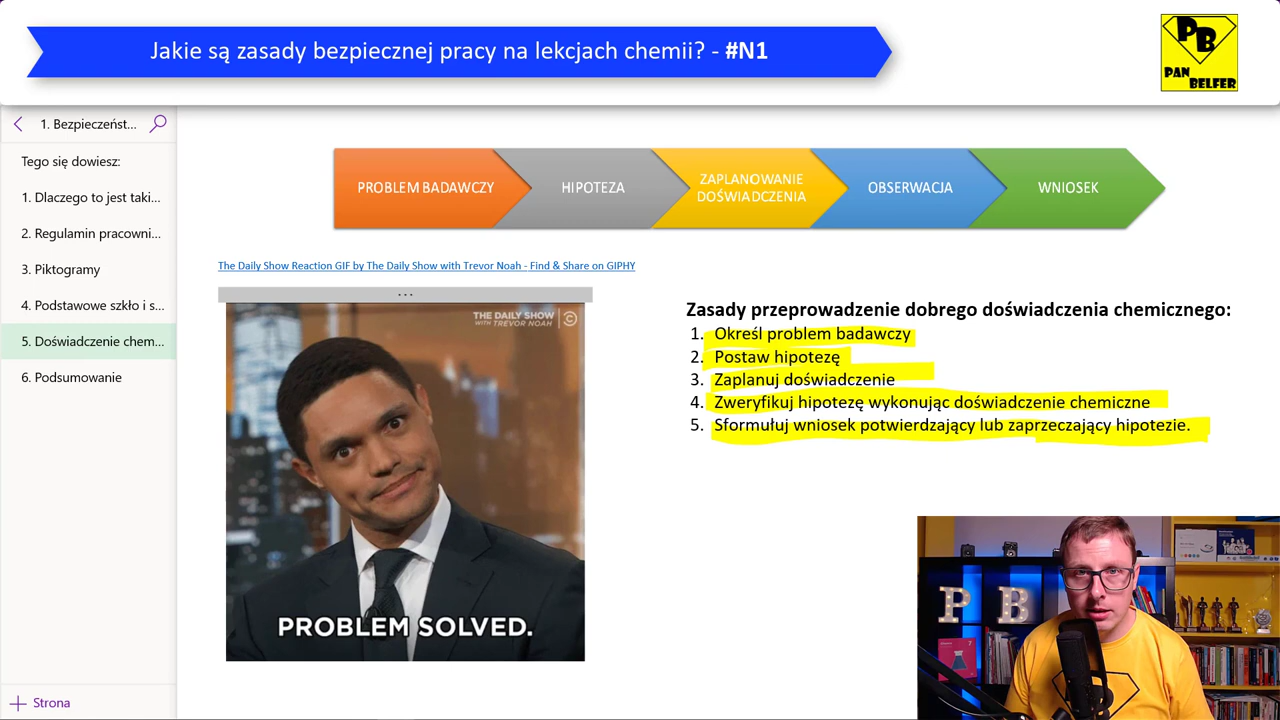 Jakie są zasady bezpiecznej pracy na lekcjach chemii? - #N1
PB
PAN
BELFER
1. Bezpieczeńst...
Tego się dowiesz:
1. Dlaczego to jest taki...
2. Regulamin pracowni...
3. Piktogramy
4. Podstawowe szkło i s...
5. Doświadczenie chem...
6. Podsumowanie
Strona
PROBLEM BADAWCZY
HIPOTEZA
ZAPLANOWANIE
DOŚWIADCZENIA
OBSERWACJA
WNIOSEK
The Daily Show Reaction GIF by The Daily Show with Trevor Noah - Find & Share on GIPHY
...
THE DAILY SHOW
WITH TREVOR NOAH
PROBLEM SOLVED.
Zasady przeprowadzenie dobrego doświadczenia chemicznego:
1. Określ problem badawczy
2. Postaw hipotezę
3. Zaplanuj doświadczenie
4. Zweryfikuj hipotezę wykonując doświadczenie chemiczne
5. Sformułuj wniosek potwierdzający lub zaprzeczający hipotezie.
P B